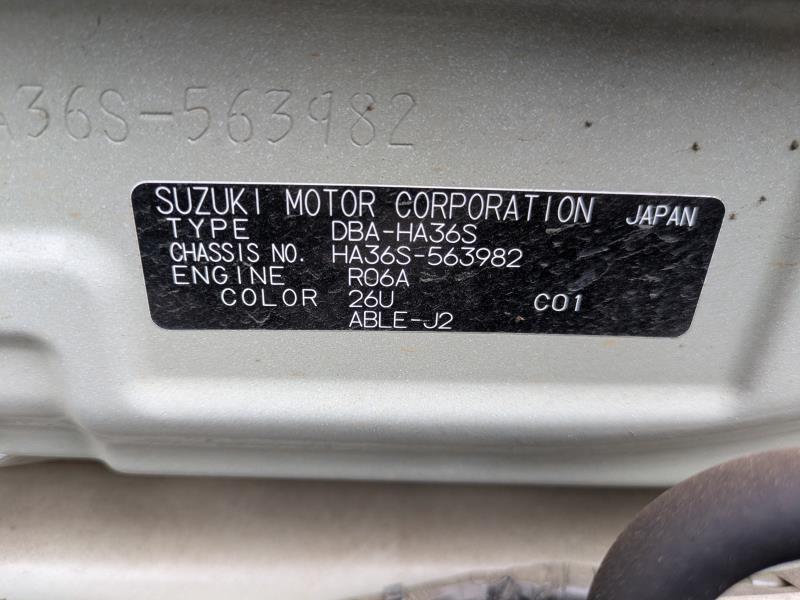 A36S-563982
SUZUKI MOTOR CORPORATION JAPAN
TYPE DBA-HA36S
CHASSIS NO. HA36S-563982
ENGINE R06A
COLOR 26U C01
ABLE-J2